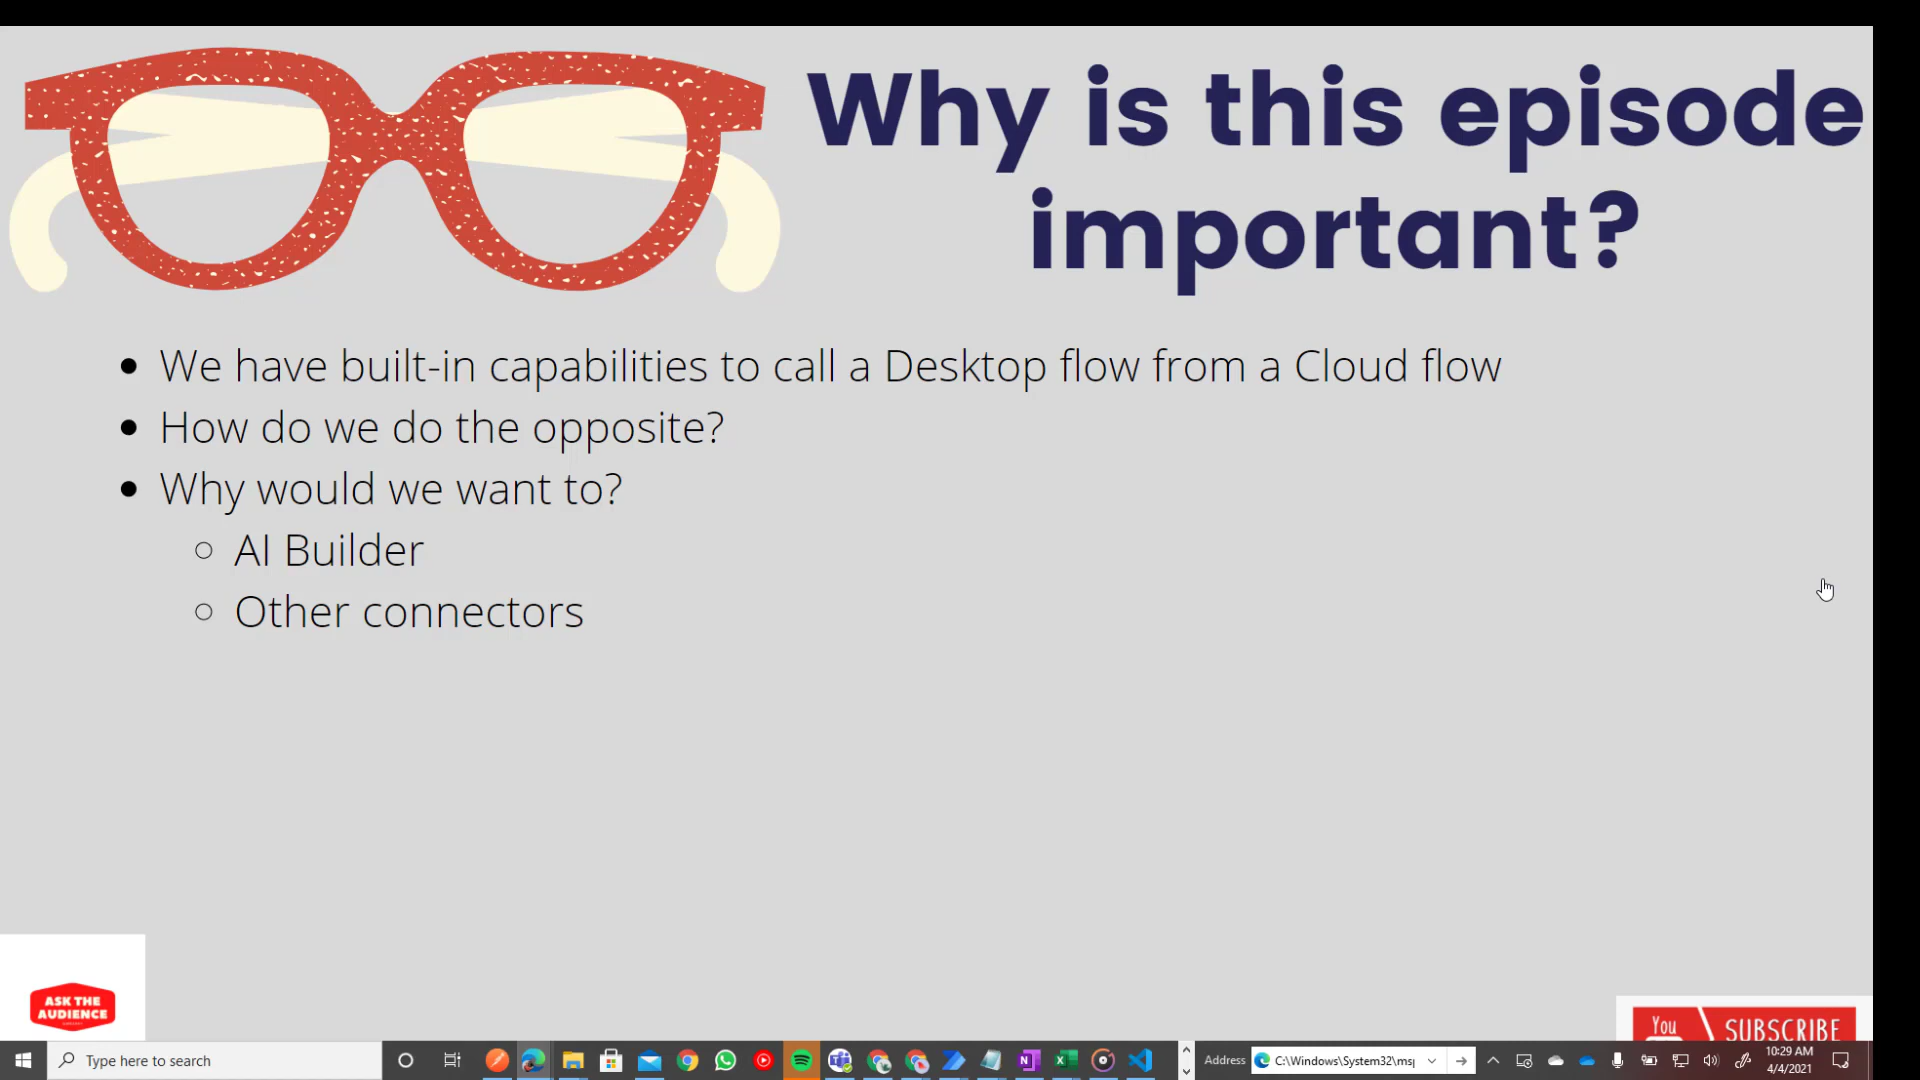 Why is this episode
important?
We have built-in capabilities to call a Desktop flow from a Cloud flow
How do we do the opposite?
Why would we want to?
AI Builder
Other connectors
ASK THE
AUDIENCE
You
SUBSCRIBE
Type here to search
Address
C:\Windows\System32\ms
10:29 AM
4/4/2021